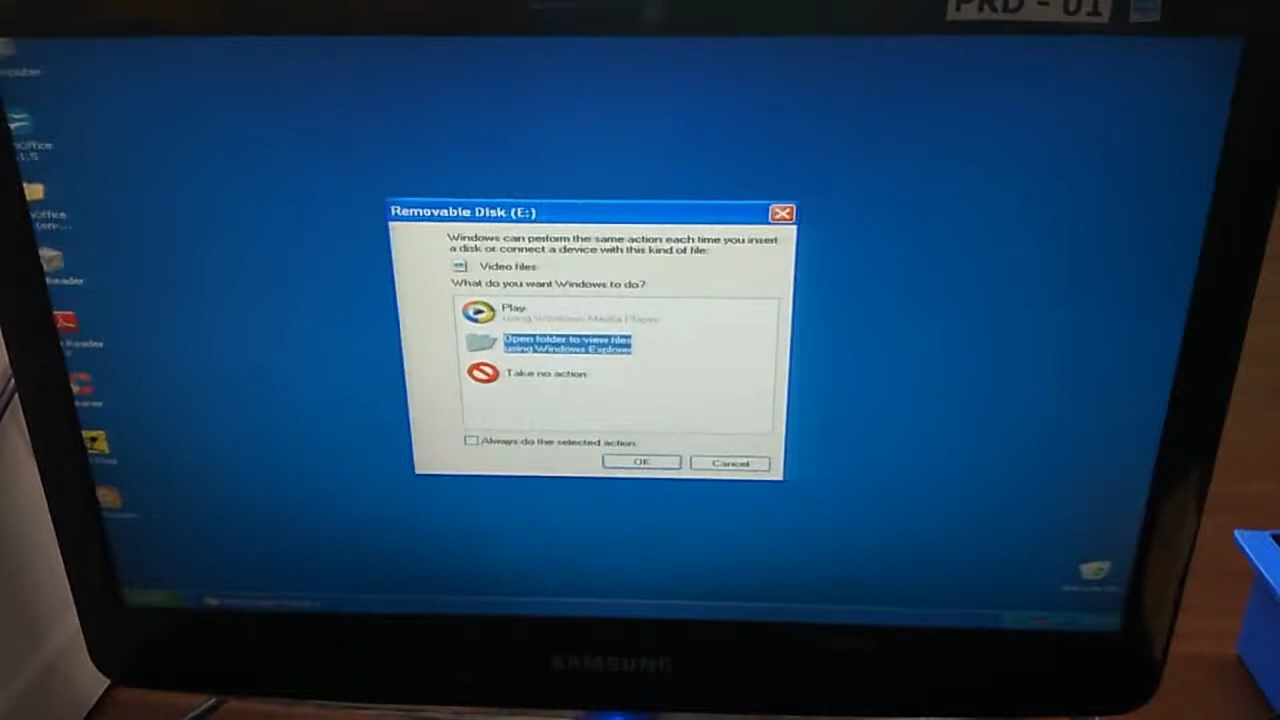 PRD - 01
Removable Disk (E:)
Windows can perform the same action each time you insert
a disk or connect a device with this kind of file:
Video files
What do you want Windows to do?
Play
using Windows Media Player
Open folder to view files
using Windows Explorer
Take no action
Always do the selected action.
OK
Cancel
SAMSUNG